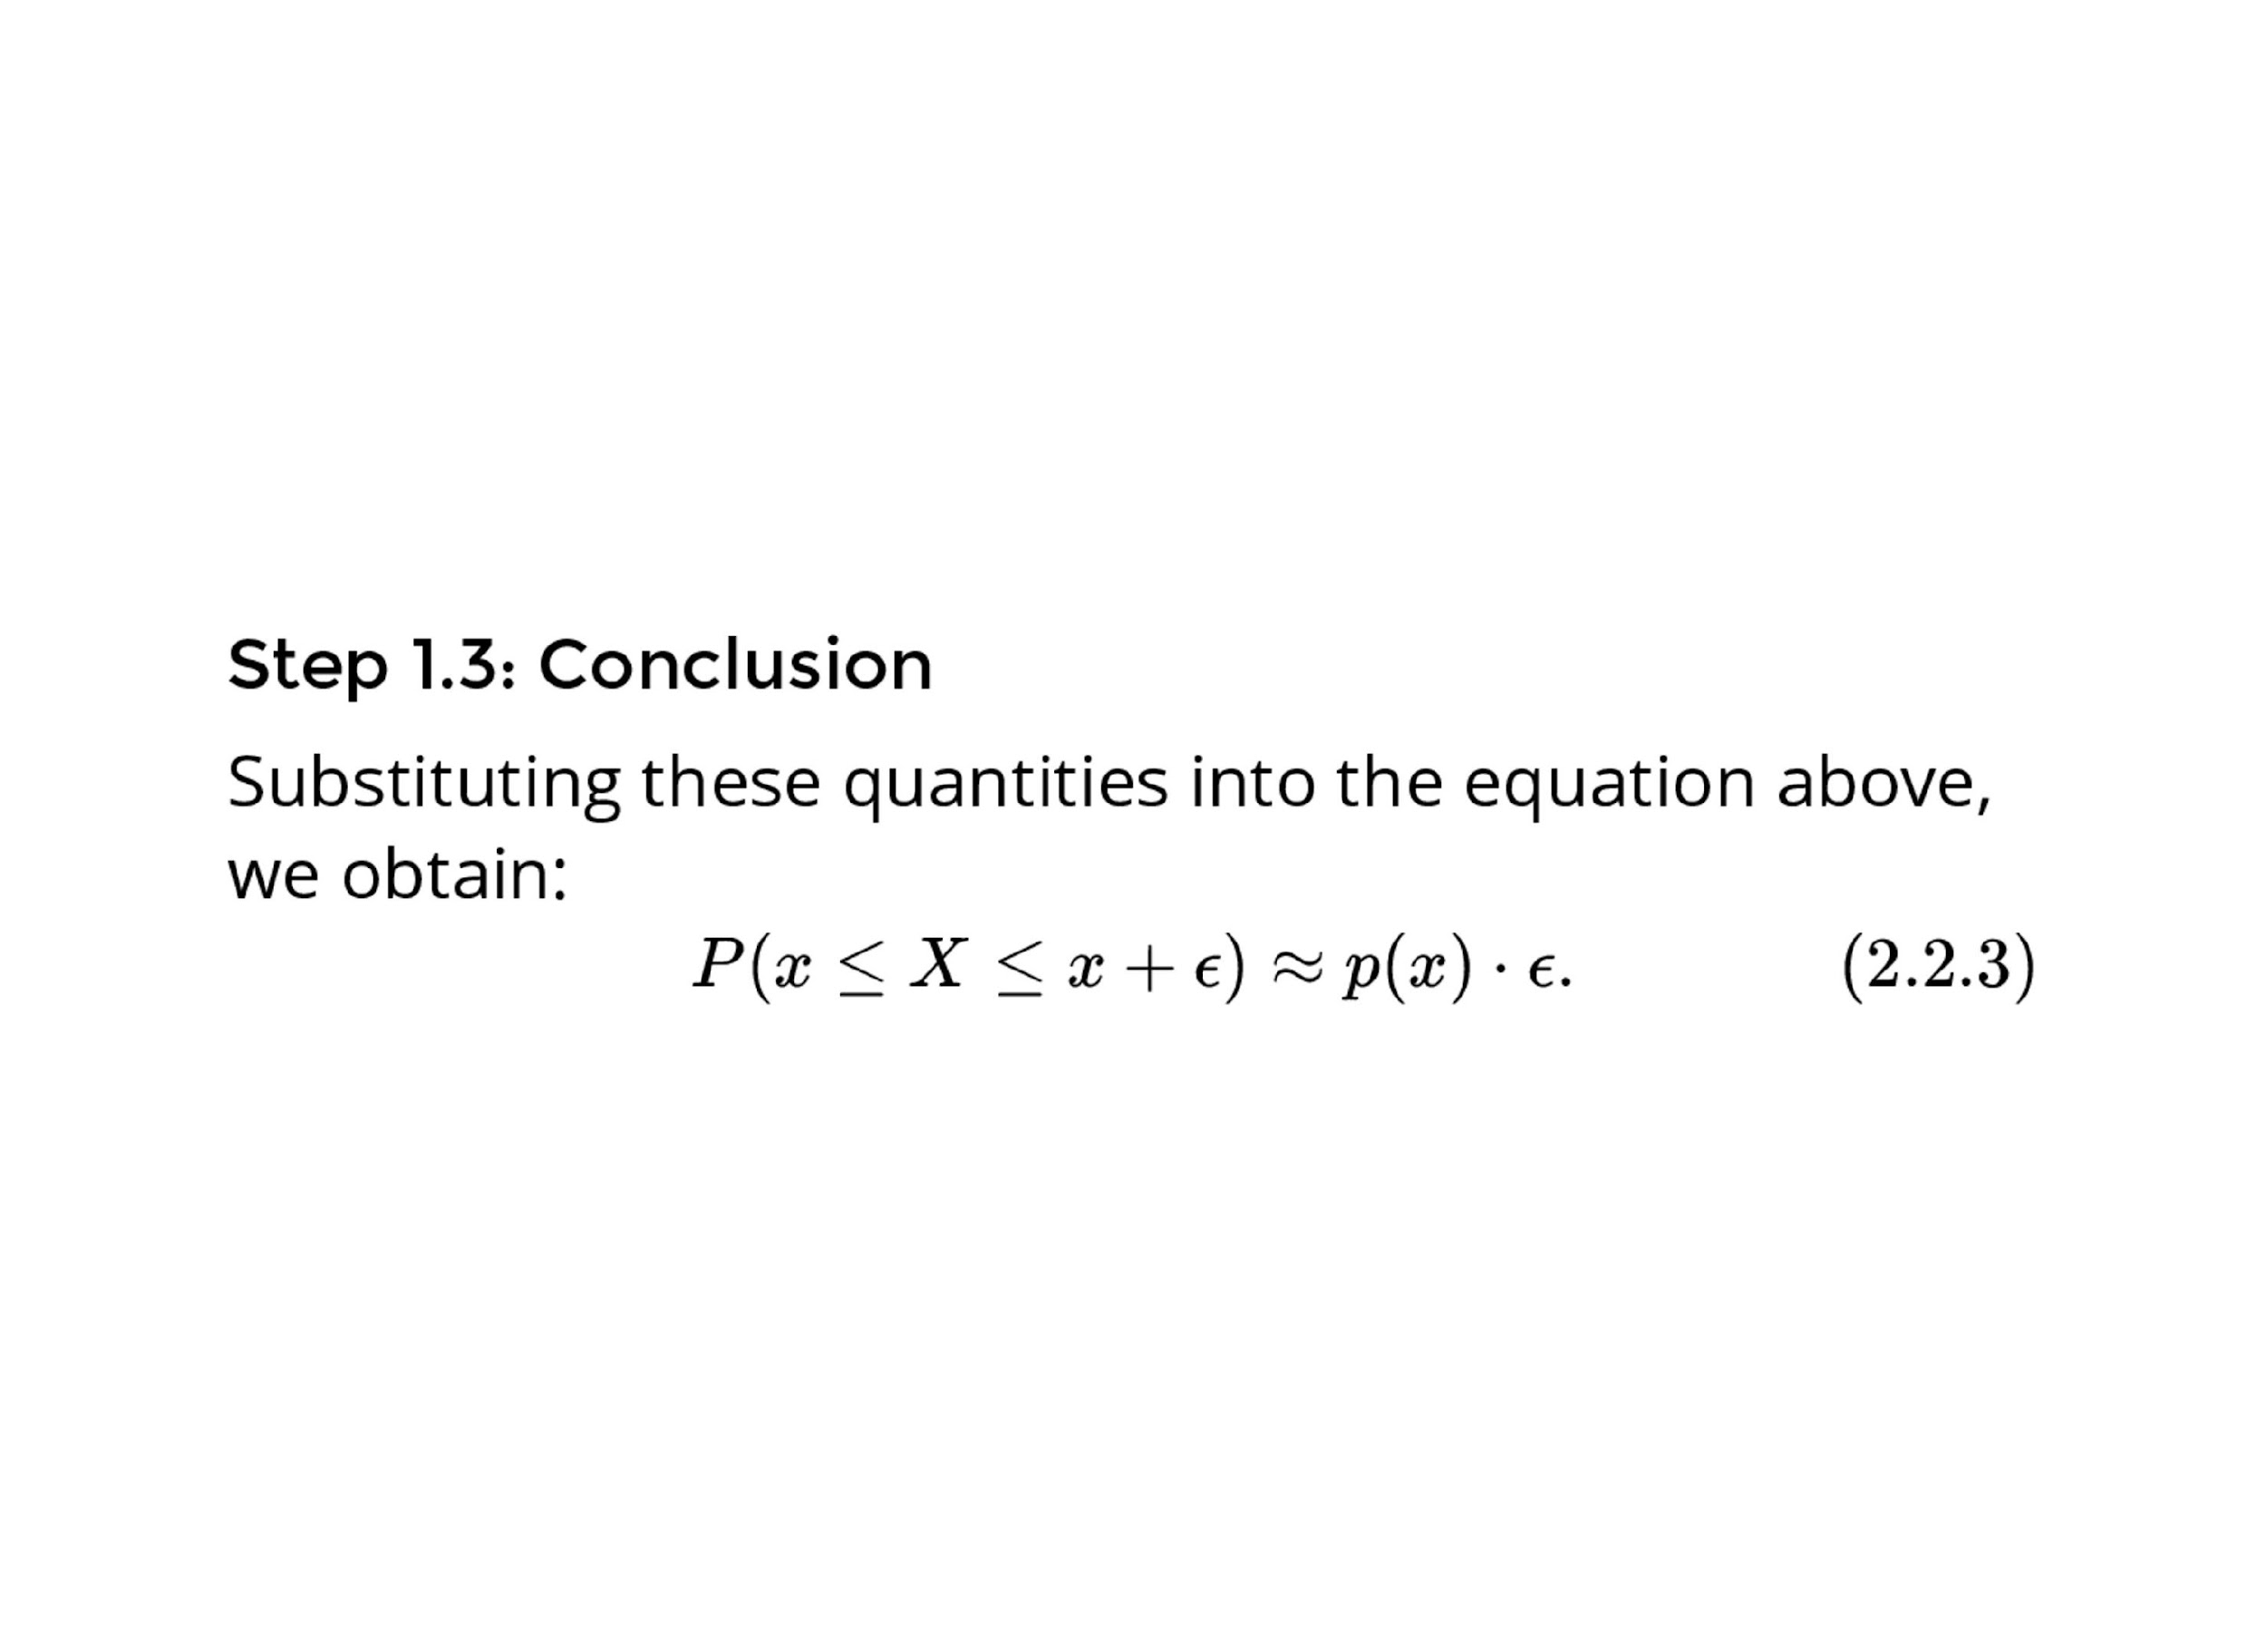 Step 1.3: Conclusion
Substituting these quantities into the equation above,
we obtain:
P(x ≤ X ≤ x + ϵ) ≈ p(x) · ϵ. (2.2.3)